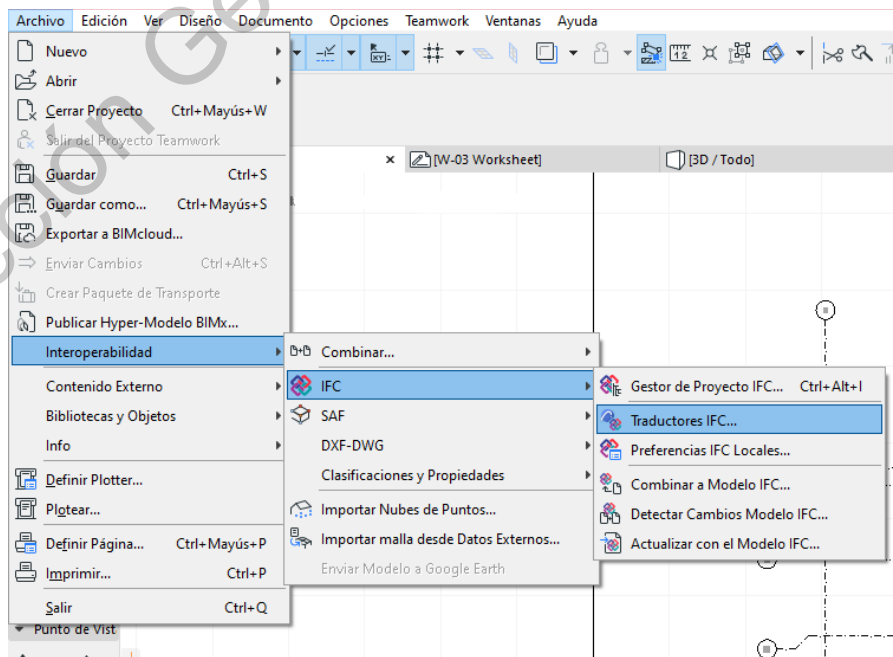 Archivo Edición Ver Diseño Documento Opciones Teamwork Ventanas Ayuda
Nuevo
Abrir
Cerrar Proyecto Ctrl+Mayús+W
Salir del Proyecto Teamwork
[W-03 Worksheet]
[3D / Todo]
Guardar Ctrl+S
Guardar como... Ctrl+Mayús+S
Exportar a BIMcloud...
Enviar Cambios Ctrl+Alt+S
Crear Paquete de Transporte
Publicar Hyper-Modelo BIMx...
Interoperabilidad
Contenido Externo
Bibliotecas y Objetos
Info
Definir Plotter...
Plotear...
Definir Página... Ctrl+Mayús+P
Imprimir... Ctrl+P
Salir Ctrl+Q
Punto de Vist
Combinar...
IFC
SAF
DXF-DWG
Clasificaciones y Propiedades
Importar Nubes de Puntos...
Importar malla desde Datos Externos...
Enviar Modelo a Google Earth
Gestor de Proyecto IFC... Ctrl+Alt+I
Traductores IFC...
Preferencias IFC Locales...
Combinar a Modelo IFC...
Detectar Cambios Modelo IFC...
Actualizar con el Modelo IFC...